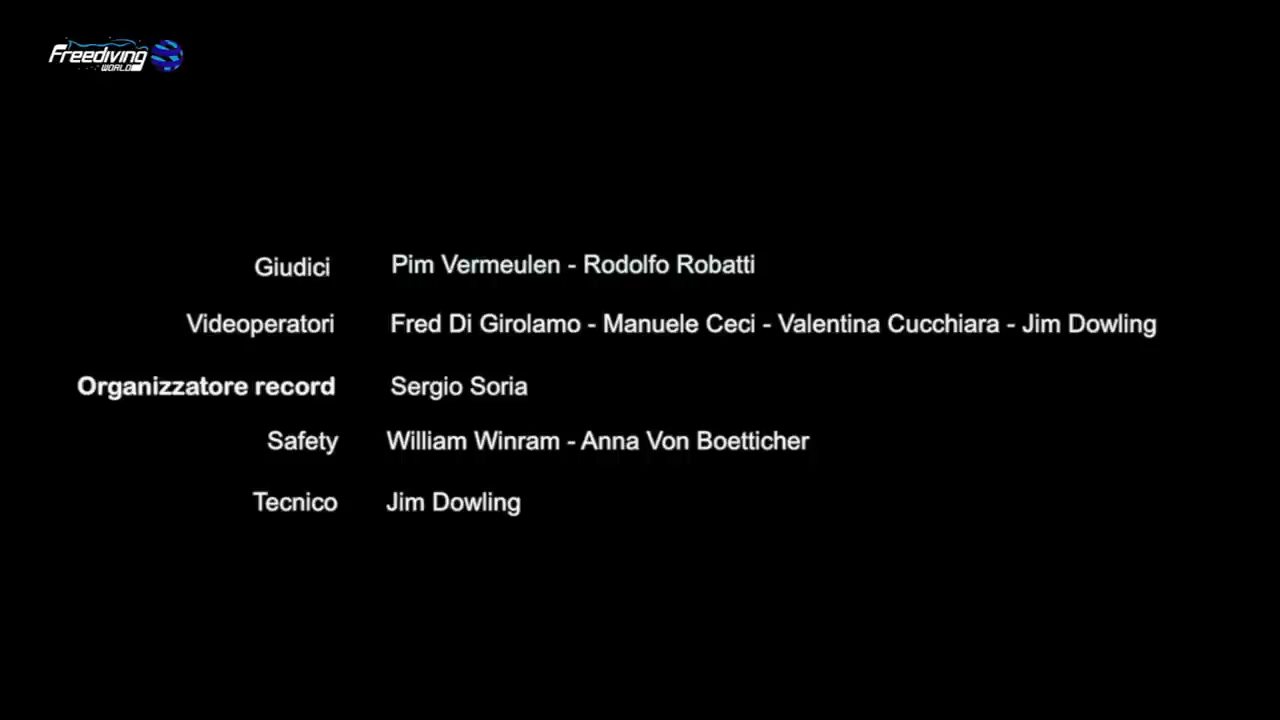 Freediving
WORLD
Giudici Pim Vermeulen - Rodolfo Robatti
Videoperatori Fred Di Girolamo - Manuele Ceci - Valentina Cucchiara - Jim Dowling
Organizzatore record Sergio Soria
Safety William Winram - Anna Von Boetticher
Tecnico Jim Dowling